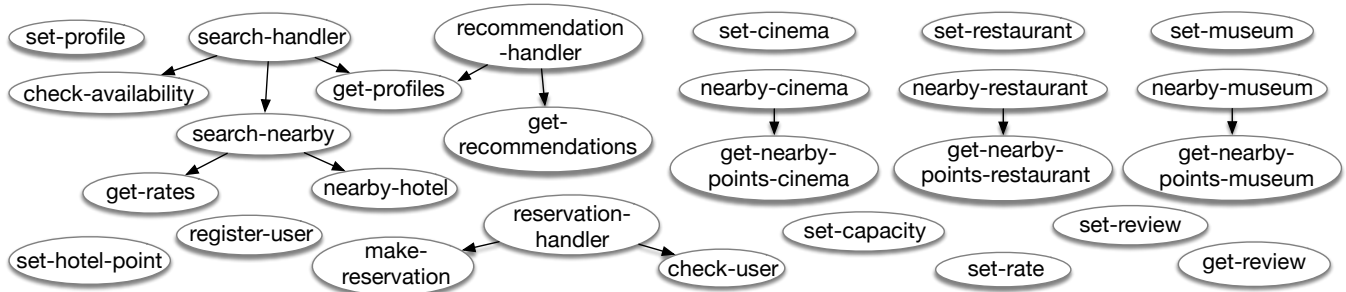 set-profile
search-handler
recommendation
-handler
set-cinema
set-restaurant
set-museum
check-availability
get-profiles
nearby-cinema
nearby-restaurant
nearby-museum
search-nearby
get-
recommendations
get-nearby-
points-cinema
get-nearby-
points-restaurant
get-nearby-
points-museum
get-rates
nearby-hotel
register-user
reservation-
handler
set-capacity
set-review
set-hotel-point
make-
reservation
check-user
set-rate
get-review